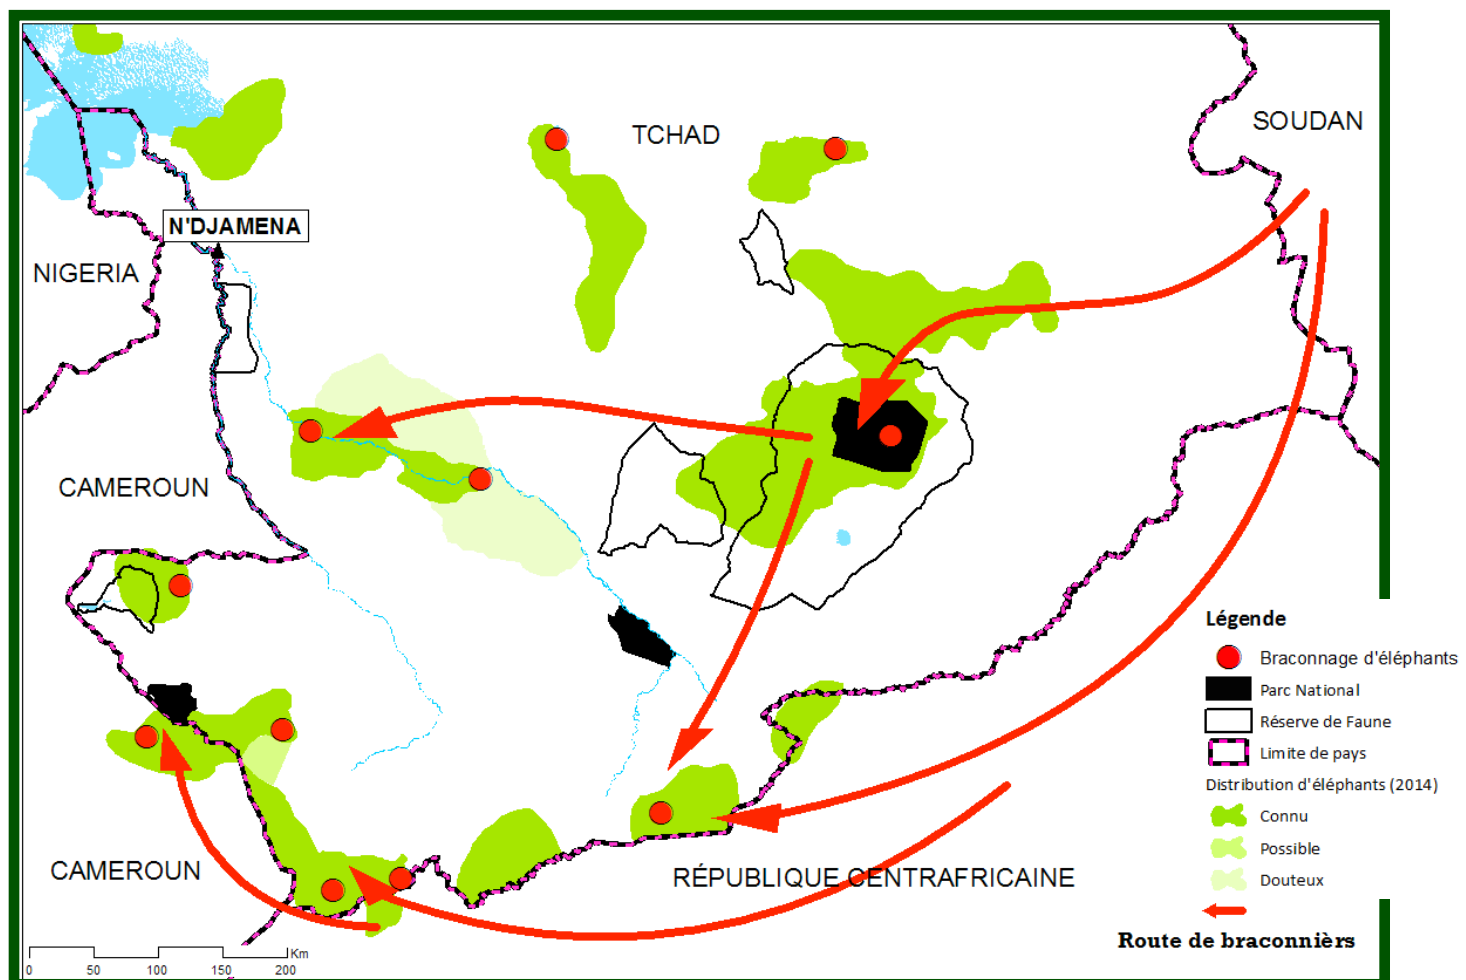 TCHAD
SOUDAN
N'DJAMENA
NIGERIA
CAMEROUN
Légende
Braconnage d'éléphants
Parc National
Réserve de Faune
Limite de pays
Distribution d'éléphants (2014)
Connu
Possible
Douteux
Route de braconnièrs
CAMEROUN
RÉPUBLIQUE CENTRAFRICAINE
Km
0 50 100 150 200